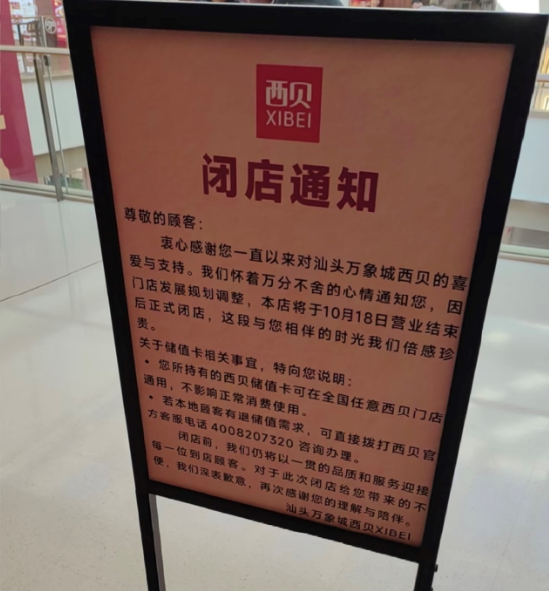 西贝
XIBEI
闭店通知
尊敬的顾客：
衷心感谢您一直以来对汕头万象城西贝的喜
爱与支持。我们怀着万分不舍的心情通知您，因
门店发展规划调整，本店将于10月18日营业结束
后正式闭店，这段与您相伴的时光我们倍感珍
贵。
关于储值卡相关事宜，特向您说明：
• 您所持有的西贝储值卡可在全国任意西贝门店
通用，不影响正常消费使用。
• 若本地顾客有退储值需求，可直接拨打西贝官
方客服电话 4008207320 咨询办理。
闭店前，我们仍将以一贯的品质和服务迎接
每一位到店顾客。对于此次闭店给您带来的不
便，我们深表歉意，再次感谢您的理解与陪伴。
汕头万象城西贝XIBEI